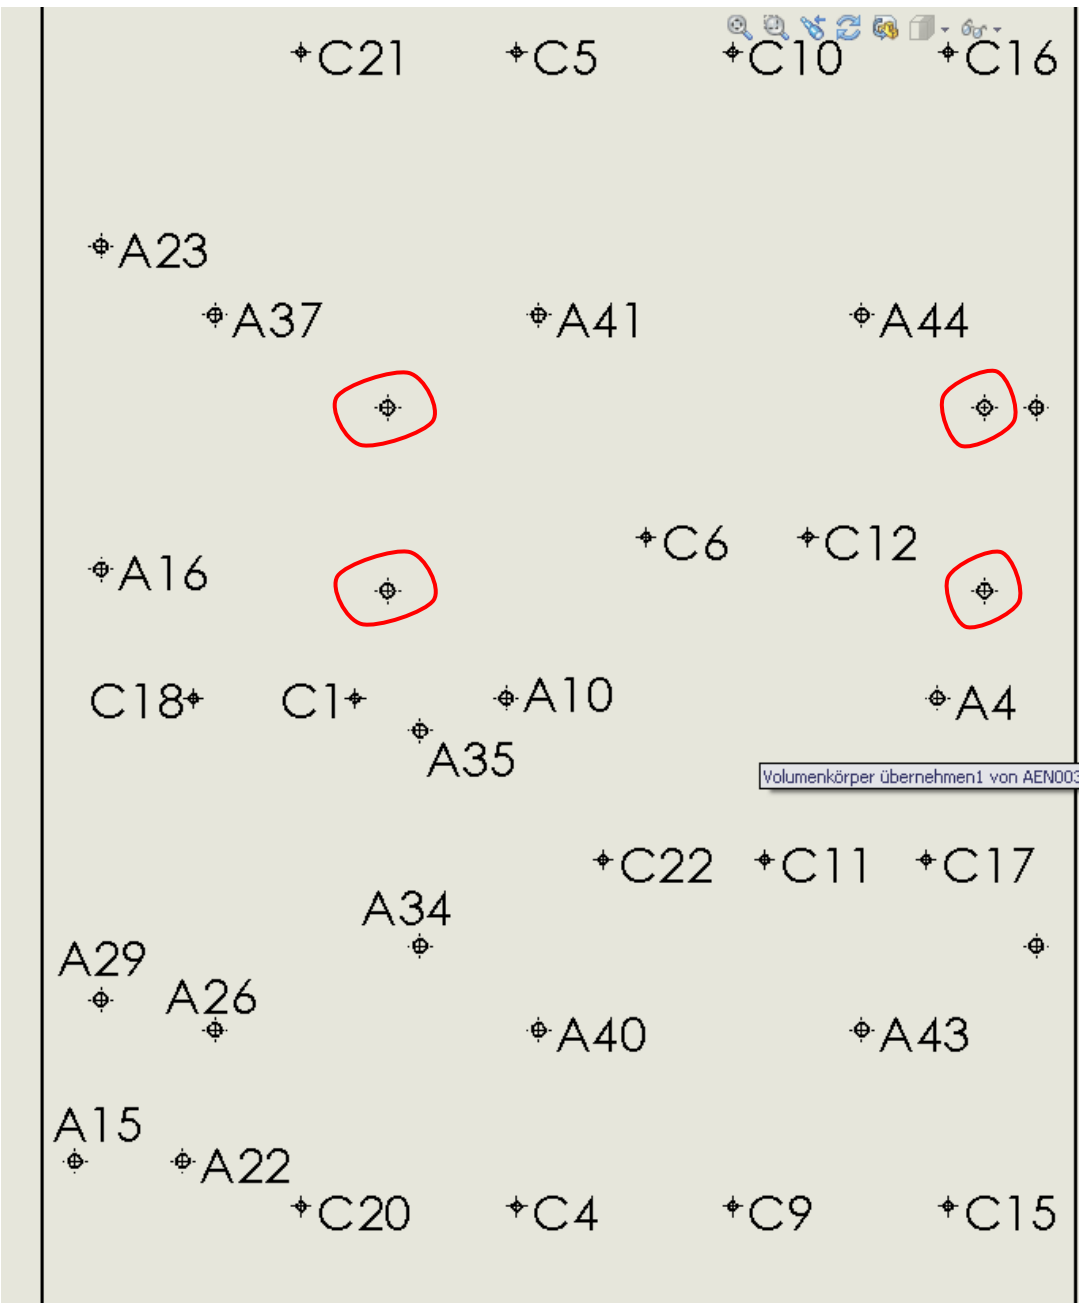 C21 C5 C10 C16
A23
A37 A41 A44
C6 C12
A16
C18 C1 A10 A4
A35
Volumenkörper übernehmen1 von AEN003
C22 C11 C17
A34
A29
A26
A40 A43
A15
A22
C20 C4 C9 C15